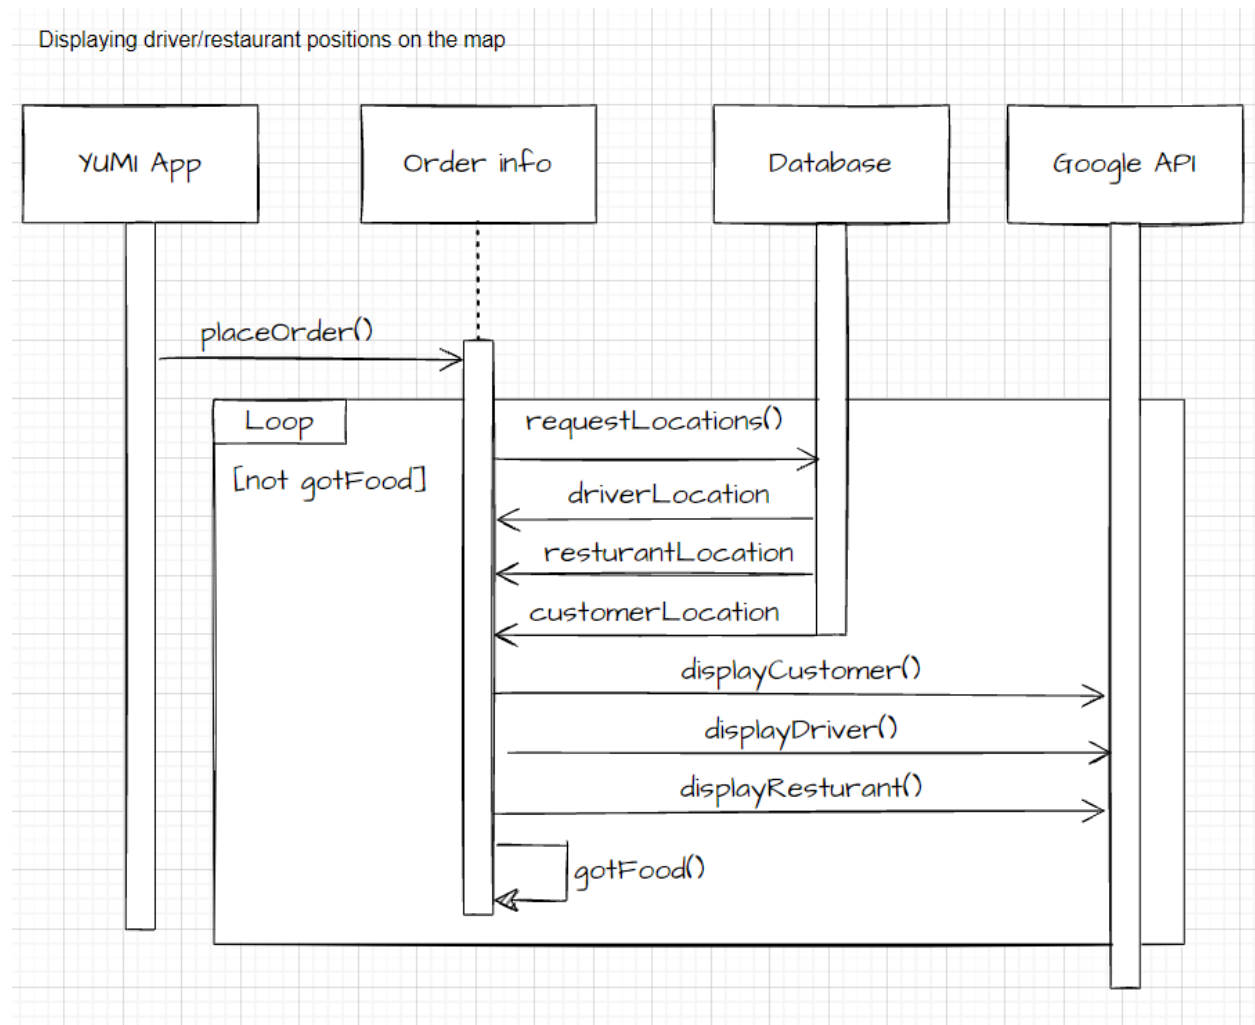 Displaying driver/restaurant positions on the map
YUMI App
Order info
Database
Google API
placeOrder()
Loop
requestLocations()
[not gotFood]
driverLocation
resturantLocation
customerLocation
displayCustomer()
displayDriver()
displayResturant()
gotFood()